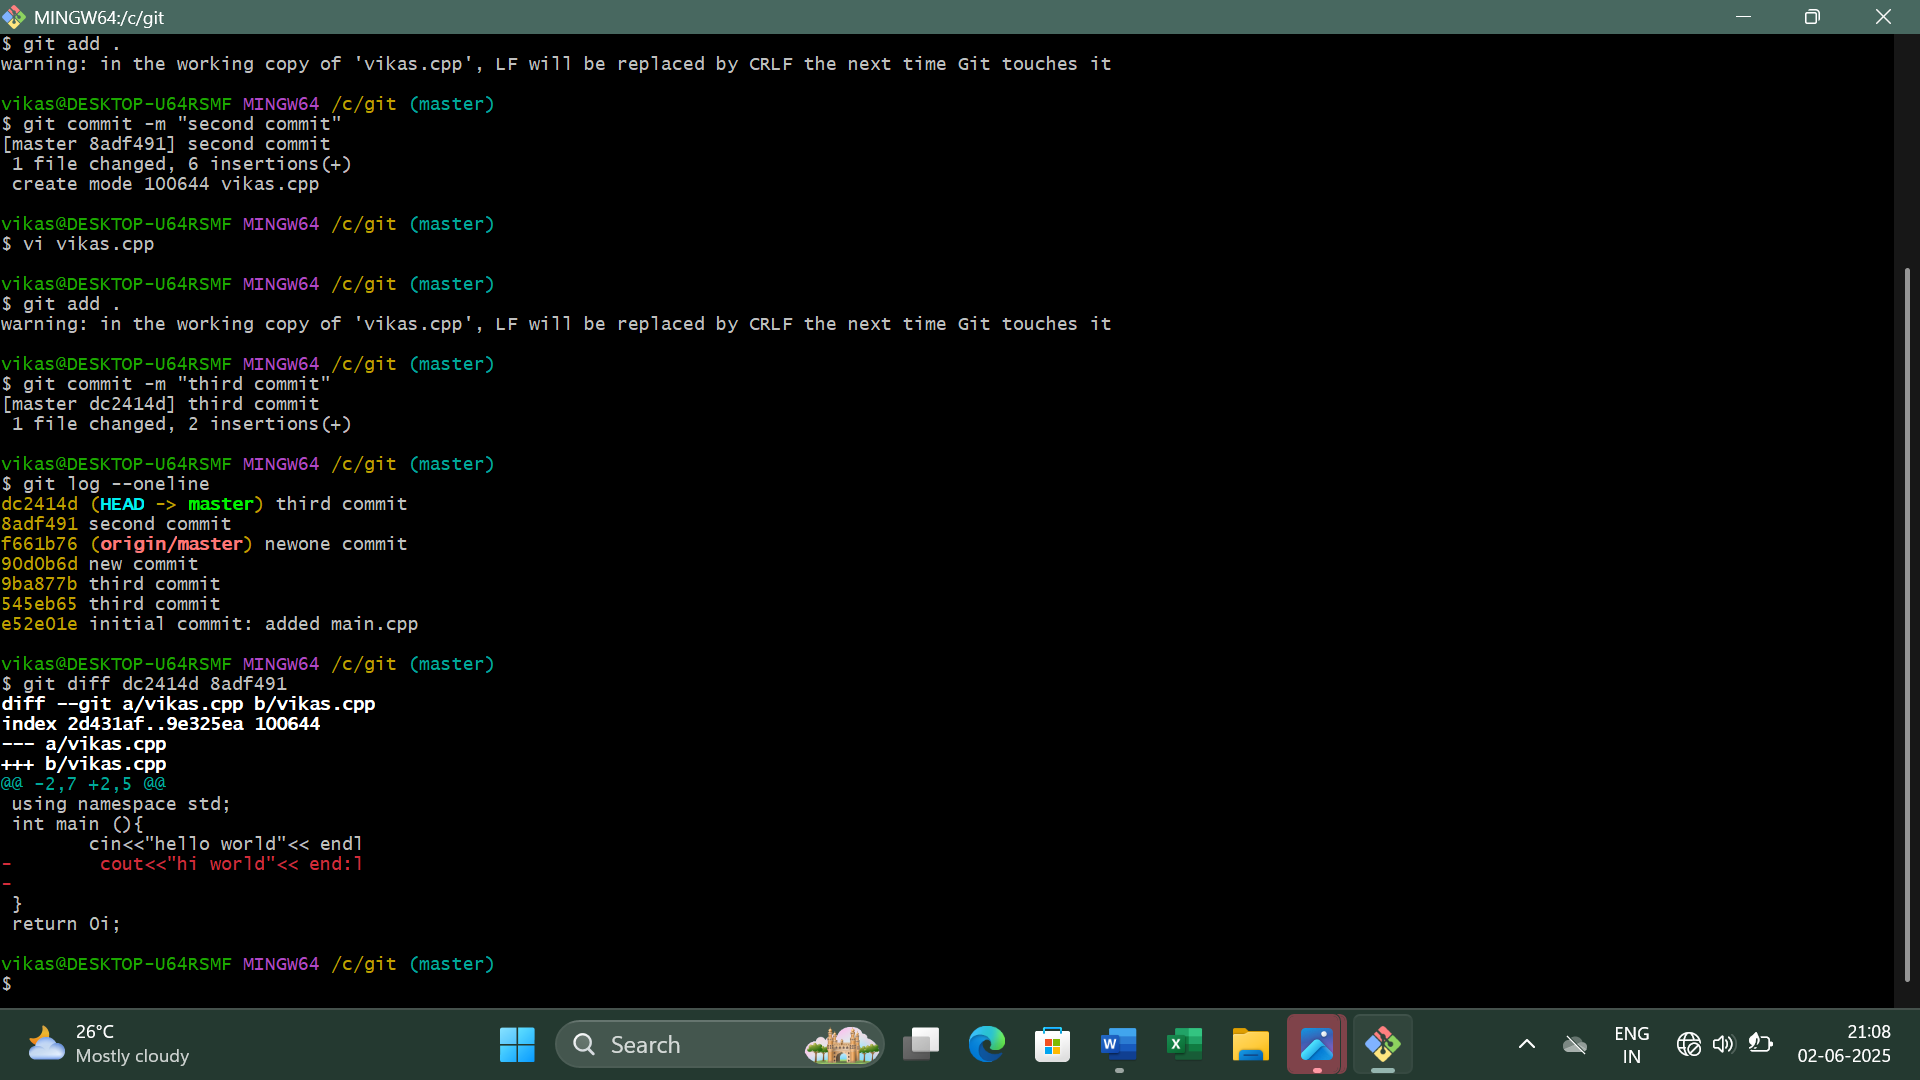 MINGW64:/c/git
$ git add .
warning: in the working copy of 'vikas.cpp', LF will be replaced by CRLF the next time Git touches it
vikas@DESKTOP-U64RSMF MINGW64 /c/git (master)
$ git commit -m "second commit"
[master 8adf491] second commit
 1 file changed, 6 insertions(+)
 create mode 100644 vikas.cpp
vikas@DESKTOP-U64RSMF MINGW64 /c/git (master)
$ vi vikas.cpp
vikas@DESKTOP-U64RSMF MINGW64 /c/git (master)
$ git add .
warning: in the working copy of 'vikas.cpp', LF will be replaced by CRLF the next time Git touches it
vikas@DESKTOP-U64RSMF MINGW64 /c/git (master)
$ git commit -m "third commit"
[master dc2414d] third commit
 1 file changed, 2 insertions(+)
vikas@DESKTOP-U64RSMF MINGW64 /c/git (master)
$ git log --oneline
dc2414d (HEAD -> master) third commit
8adf491 second commit
f661b76 (origin/master) newone commit
90d0b6d new commit
9ba877b third commit
545eb65 third commit
e52e01e initial commit: added main.cpp
vikas@DESKTOP-U64RSMF MINGW64 /c/git (master)
$ git diff dc2414d 8adf491
diff --git a/vikas.cpp b/vikas.cpp
index 2d431af..9e325ea 100644
--- a/vikas.cpp
+++ b/vikas.cpp
@@ -2,7 +2,5 @@
 using namespace std;
 int main (){
        cin<<"hello world"<< endl
-        cout<<"hi world"<< end:l
-
 }
 return 0i;
vikas@DESKTOP-U64RSMF MINGW64 /c/git (master)
$
26°C
Mostly cloudy
Search
ENG
IN
21:08
02-06-2025